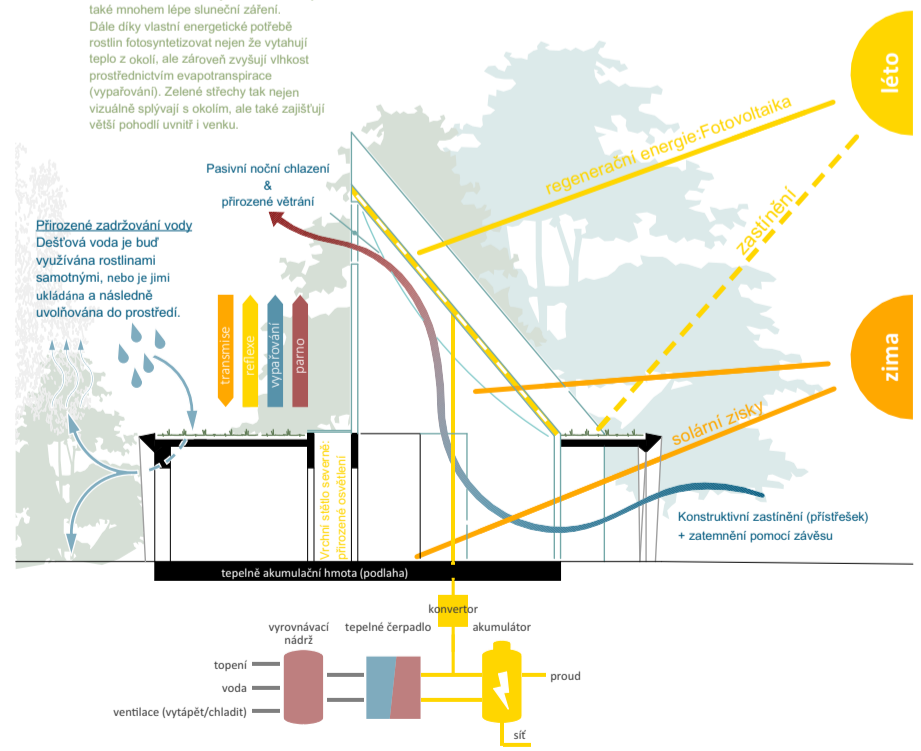 také mnohem lépe sluneční záření.
Dále díky vlastní energetické potřebě
rostlin fotosyntetizovat nejen že vytahují
teplo z okolí, ale zároveň zvyšují vlhkost
prostřednictvím evapotranspirace
(vypařování). Zelené střechy tak nejen
vizuálně splývají s okolím, ale také zajišťují
větší pohodlí uvnitř i venku.
léto
regenerační energie:Fotovoltaika
zastínění
Pasivní noční chlazení
&
přirozené větrání
Přirozené zadržování vody
Dešťová voda je buď
využívána rostlinami
samotnými, nebo je jimi
ukládána a následně
uvolňována do prostředí.
transmise
reflexe
vypařování
parno
zima
solární zisky
Vrchní stětlo severně:
přirozené osvětlení
Konstruktivní zastínění (přístřešek)
+ zatemnění pomocí závěsu
tepelně akumulační hmota (podlaha)
konvertor
vyrovnávací
nádrž
tepelné čerpadlo
akumulátor
topení
voda
ventilace (vytápět/chladit)
proud
síť